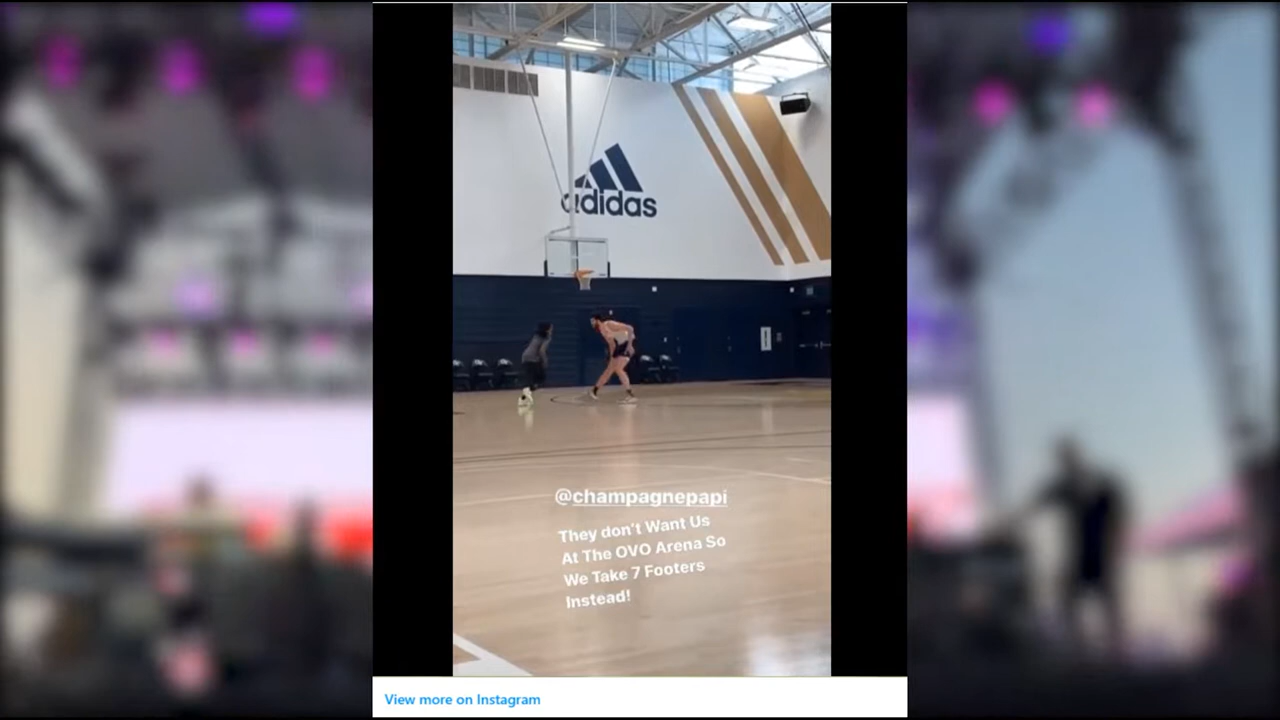 adidas
@champagnepapi
They don't Want Us
At The OVO Arena So
We Take 7 Footers
Instead!
View more on Instagram